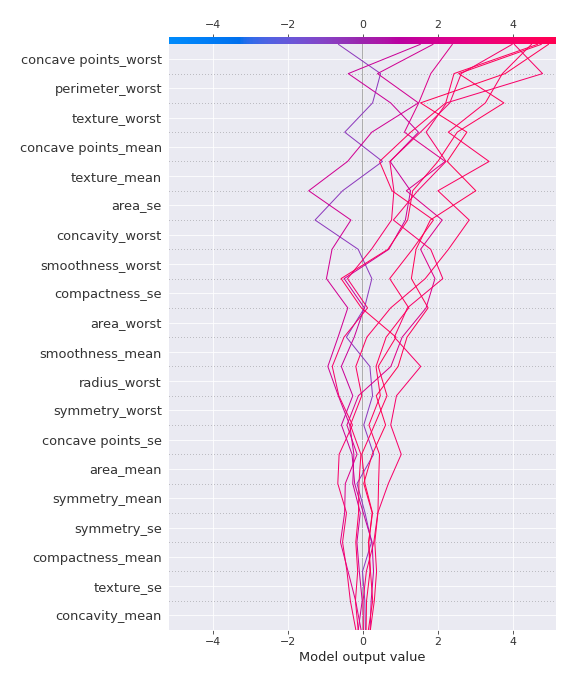 −4 −2 0 2 4
concave points_worst
perimeter_worst
texture_worst
concave points_mean
texture_mean
area_se
concavity_worst
smoothness_worst
compactness_se
area_worst
smoothness_mean
radius_worst
symmetry_worst
concave points_se
area_mean
symmetry_mean
symmetry_se
compactness_mean
texture_se
concavity_mean
−4 −2 0 2 4
Model output value